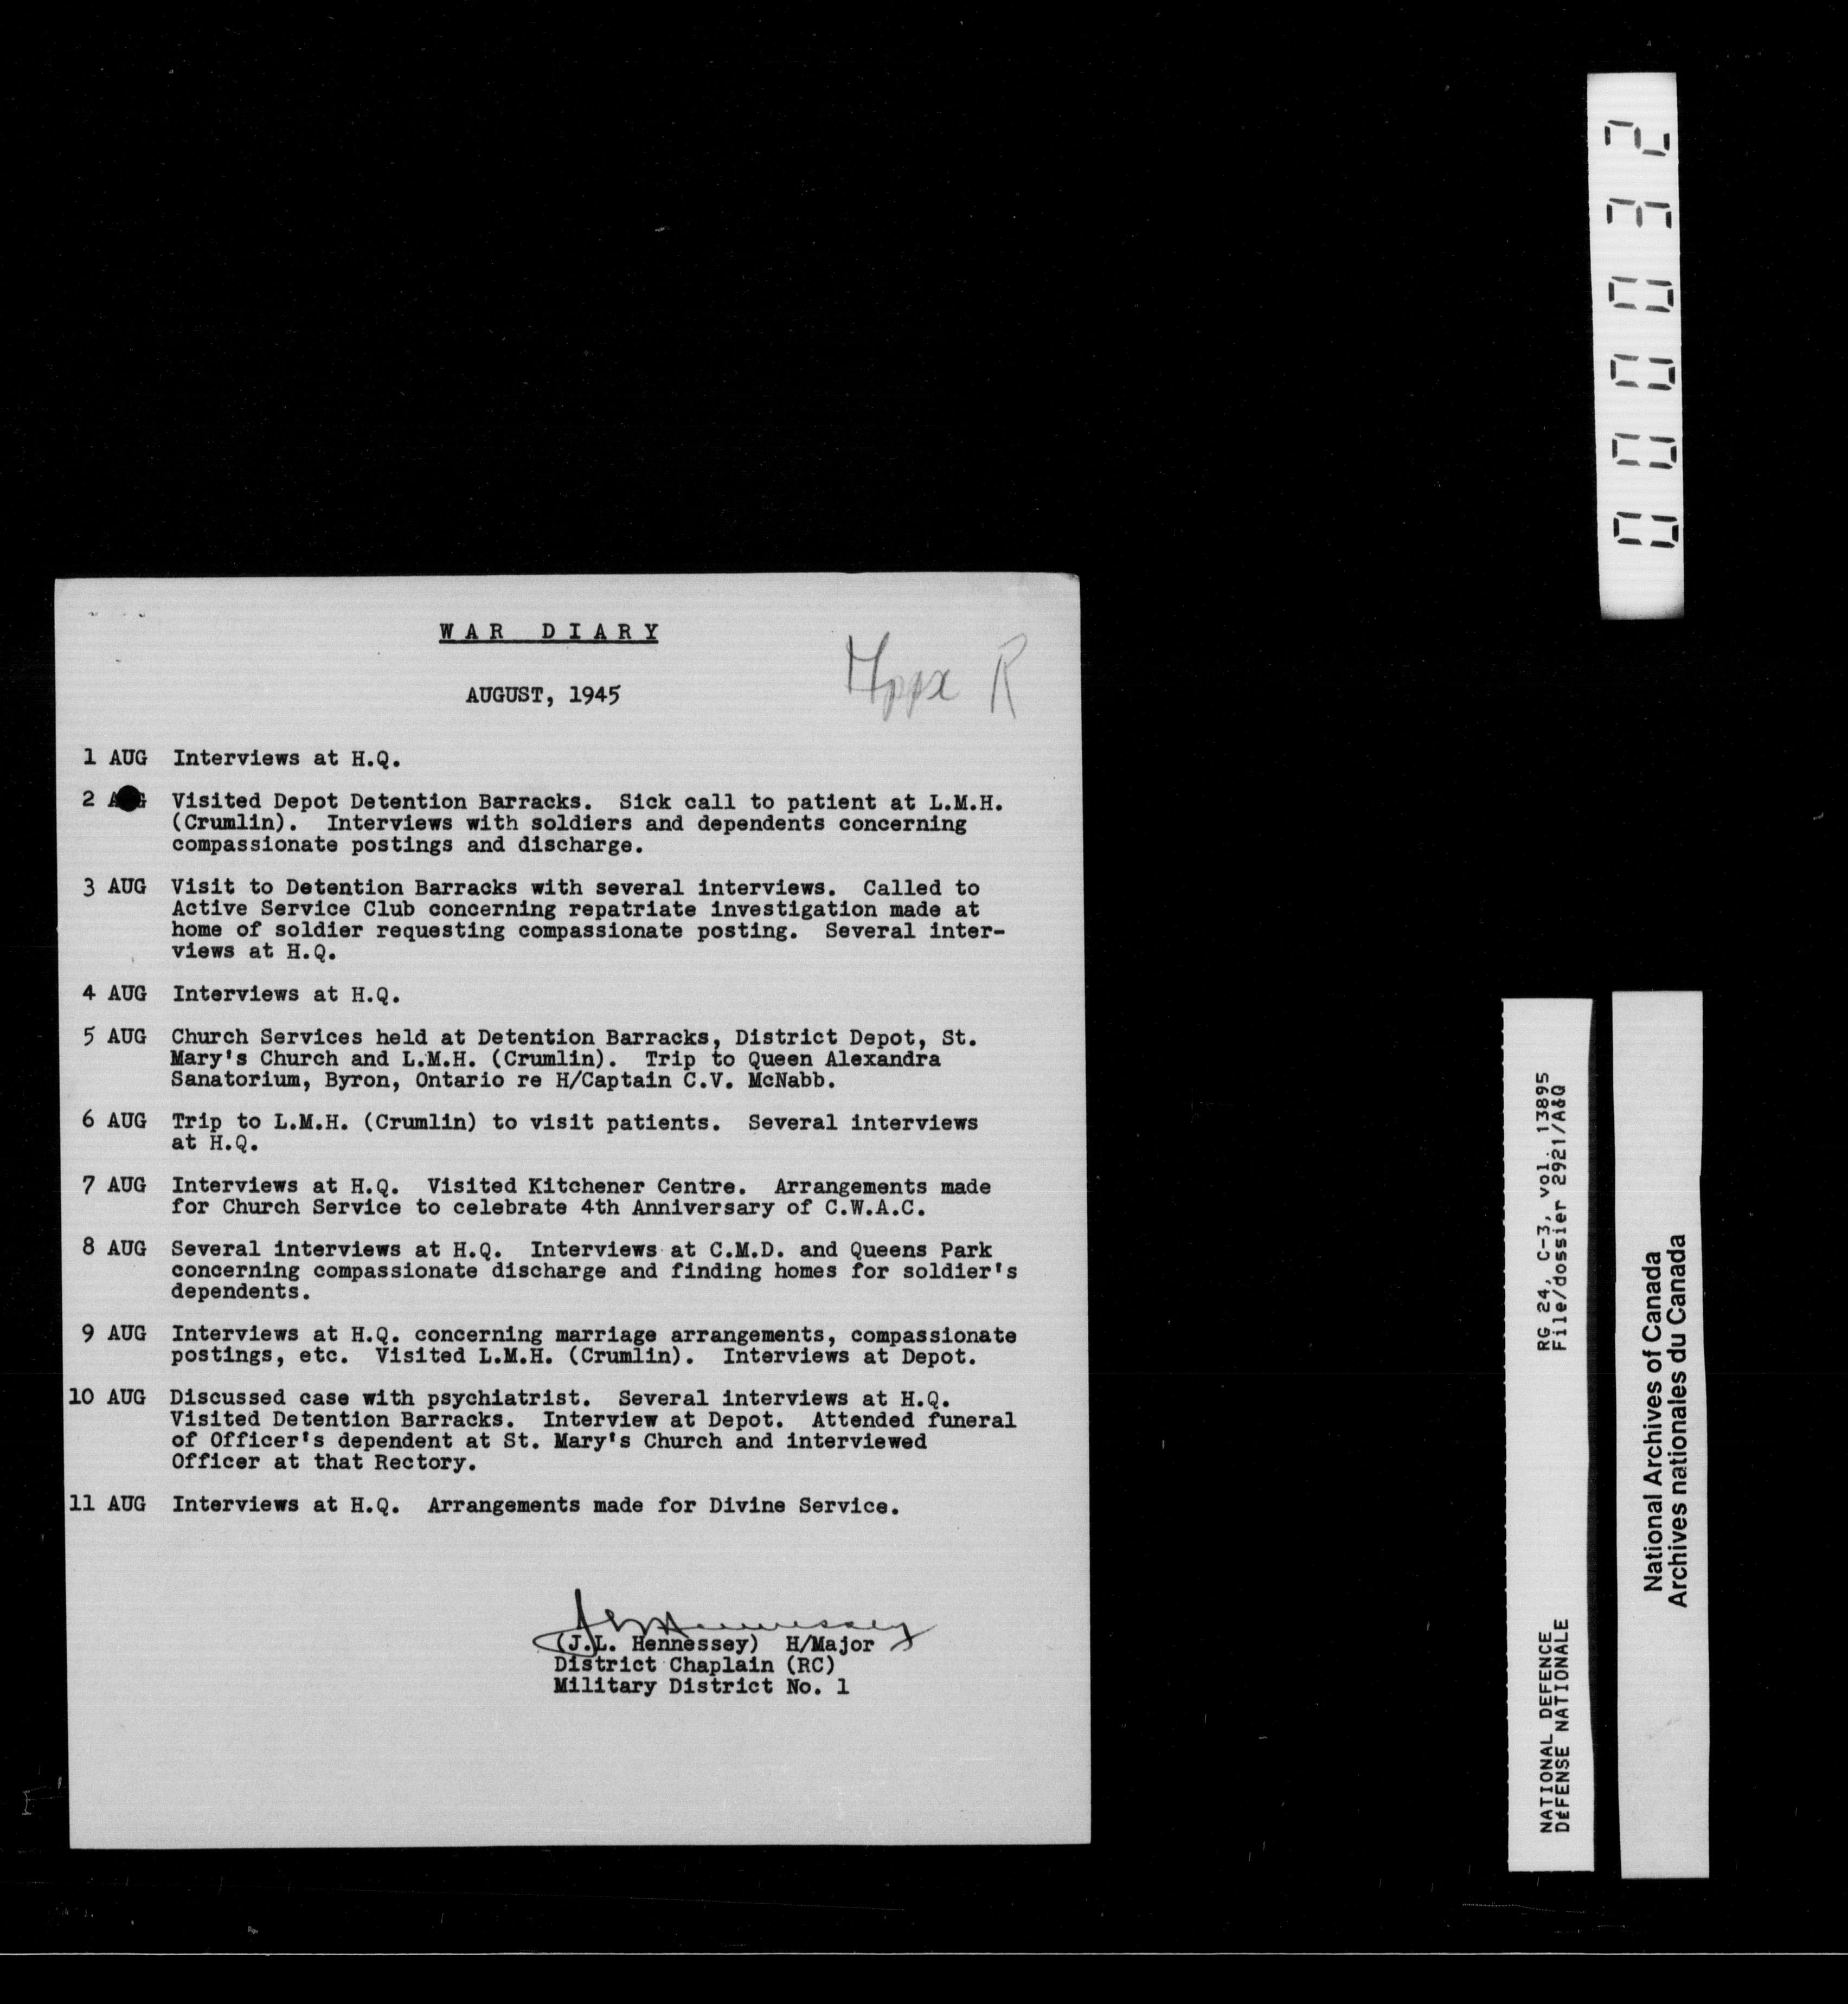 WAR DIARY
Appx R
AUGUST, 1945
1 AUG Interviews at H.Q.
2 AUG Visited Depot Detention Barracks. Sick call to patient at L.M.H.
(Crumlin). Interviews with soldiers and dependents concerning
compassionate postings and discharge.
3 AUG Visit to Detention Barracks with several interviews. Called to
Active Service Club concerning repatriate investigation made at
home of soldier requesting compassionate posting. Several inter-
views at H.Q.
4 AUG Interviews at H.Q.
5 AUG Church Services held at Detention Barracks, District Depot, St.
Mary's Church and L.M.H. (Crumlin). Trip to Queen Alexandra
Sanatorium, Byron, Ontario re H/Captain C.V. McNabb.
6 AUG Trip to L.M.H. (Crumlin) to visit patients. Several interviews
at H.Q.
7 AUG Interviews at H.Q. Visited Kitchener Centre. Arrangements made
for Church Service to celebrate 4th Anniversary of C.W.A.C.
8 AUG Several interviews at H.Q. Interviews at C.M.D. and Queens Park
concerning compassionate discharge and finding homes for soldier's
dependents.
9 AUG Interviews at H.Q. concerning marriage arrangements, compassionate
postings, etc. Visited L.M.H. (Crumlin). Interviews at Depot.
10 AUG Discussed case with psychiatrist. Several interviews at H.Q.
Visited Detention Barracks. Interview at Depot. Attended funeral
of Officer's dependent at St. Mary's Church and interviewed
Officer at that Rectory.
11 AUG Interviews at H.Q. Arrangements made for Divine Service.
JLHennessey
(J.L. Hennessey) H/Major
District Chaplain (RC)
Military District No. 1
000032
NATIONAL DEFENCE RG 24, C-3, vol. 13895
DéFENSE NATIONALE File/dossier 2921/A&Q
National Archives of Canada
Archives nationales du Canada